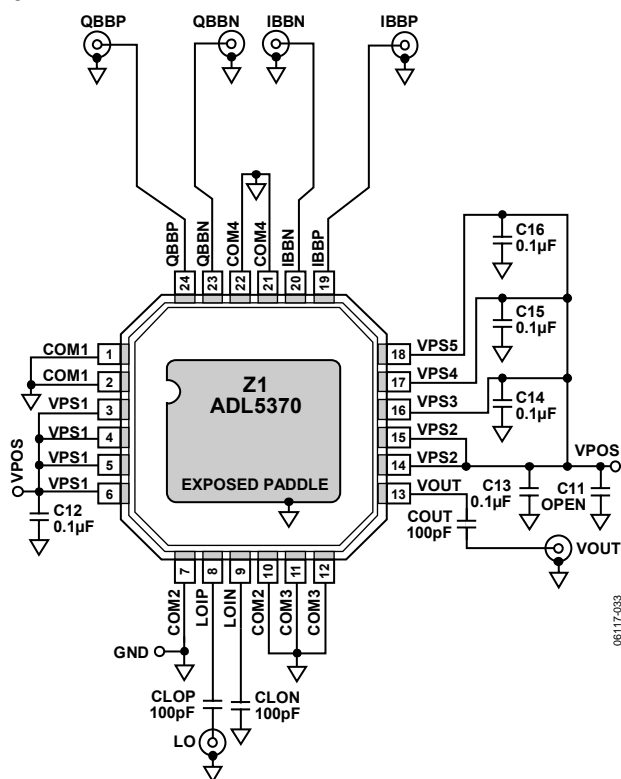 QBBP
QBBN
IBBN
IBBP
QBBP
QBBN
COM4
COM4
IBBN
IBBP
24
23
22
21
20
19
C16
0.1µF
C15
0.1µF
C14
0.1µF
COM1
1
COM1
2
VPS1
3
VPS1
4
VPS1
5
VPS1
6
VPOS
C12
0.1µF
Z1
ADL5370
EXPOSED PADDLE
18
VPS5
17
VPS4
16
VPS3
15
VPS2
14
VPS2
13
VOUT
VPOS
C13
0.1µF
C11
OPEN
COUT
100pF
VOUT
7
8
9
10
11
12
COM2
LOIP
LOIN
COM2
COM3
COM3
GND
CLOP
100pF
CLON
100pF
LO
06117-033